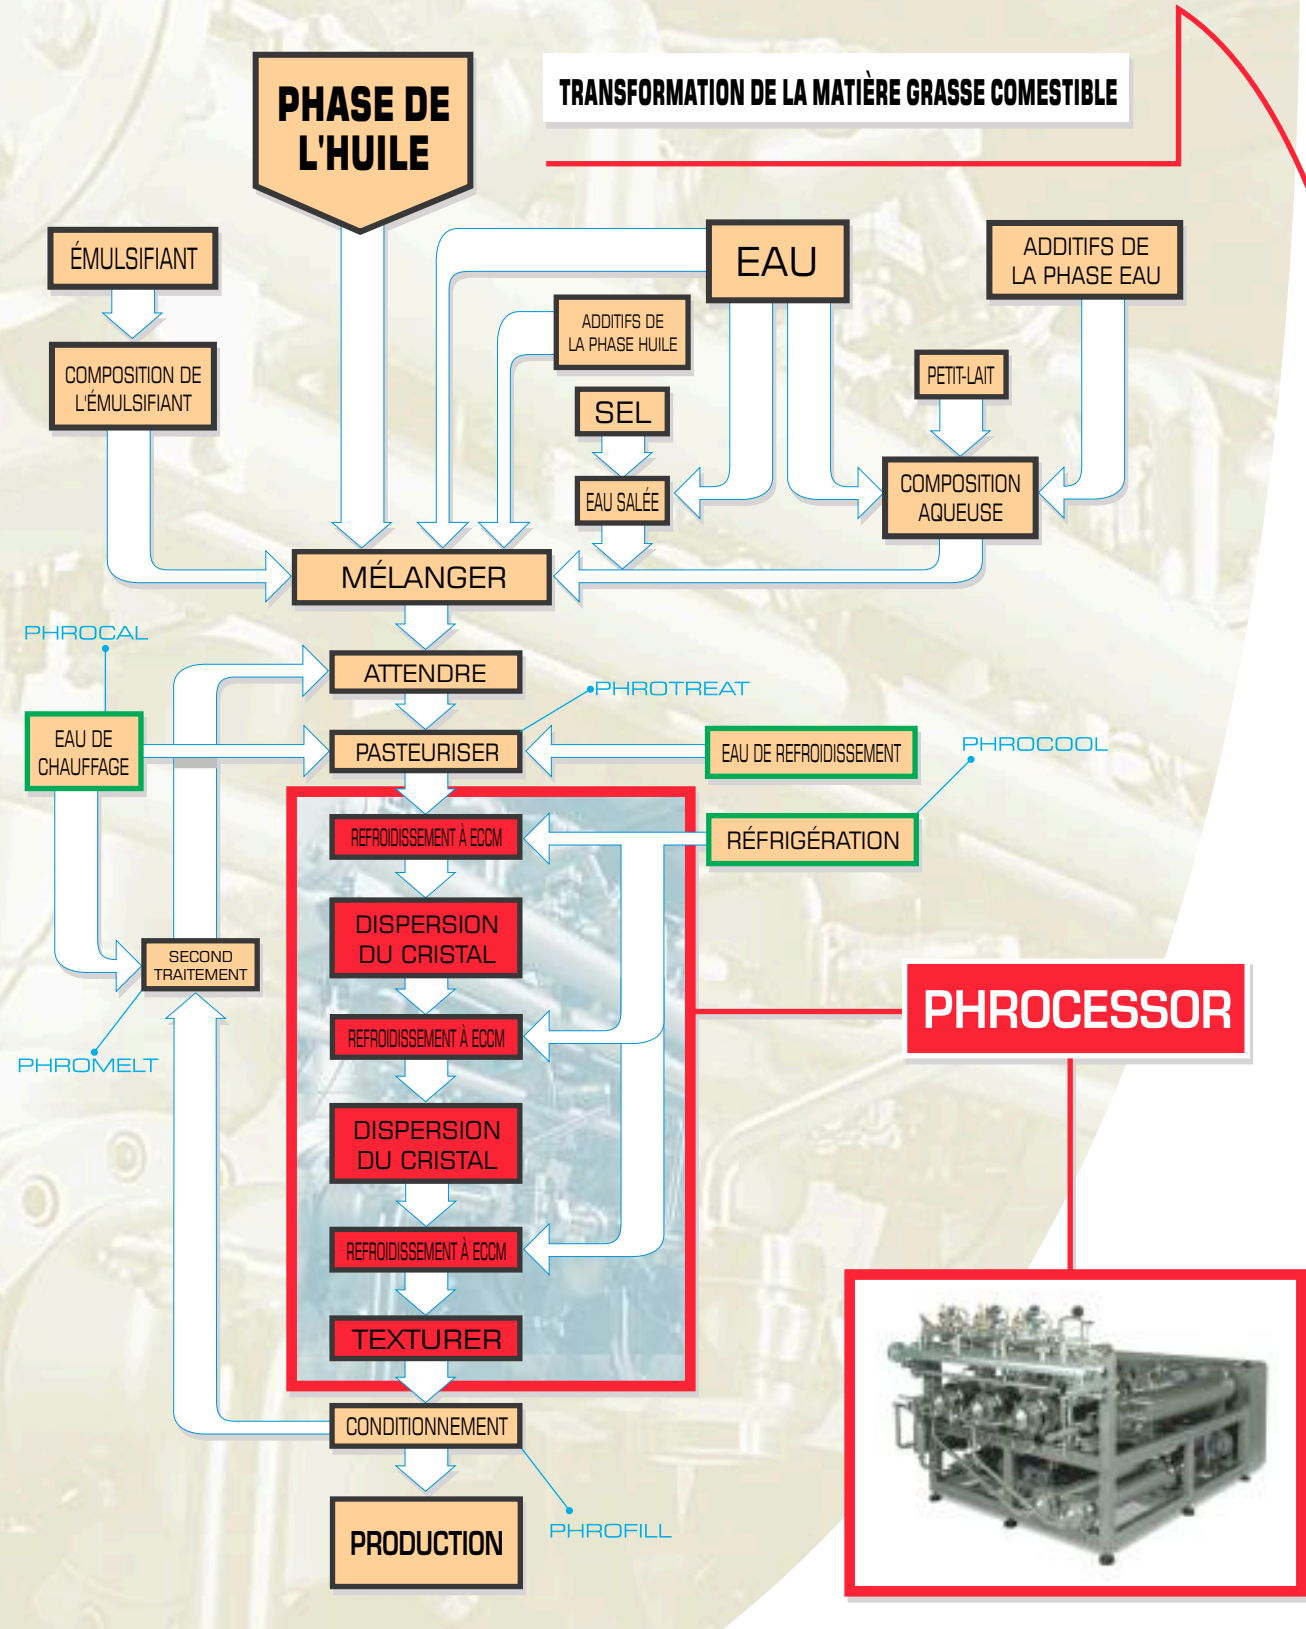 TRANSFORMATION DE LA MATIÈRE GRASSE COMESTIBLE
PHASE DE
L'HUILE
ÉMULSIFIANT
EAU
ADDITIFS DE
LA PHASE EAU
ADDITIFS DE
LA PHASE HUILE
COMPOSITION DE
L'ÉMULSIFIANT
PETIT-LAIT
SEL
EAU SALÉE
COMPOSITION
AQUEUSE
MÉLANGER
PHROCAL
ATTENDRE
PHROTREAT
EAU DE
CHAUFFAGE
PASTEURISER
EAU DE REFROIDISSEMENT
PHROCOOL
REFROIDISSEMENT À ECCM
RÉFRIGÉRATION
DISPERSION
DU CRISTAL
SECOND
TRAITEMENT
PHROCESSOR
REFROIDISSEMENT À ECCM
PHROMELT
DISPERSION
DU CRISTAL
REFROIDISSEMENT À ECCM
TEXTURER
CONDITIONNEMENT
PHROFILL
PRODUCTION